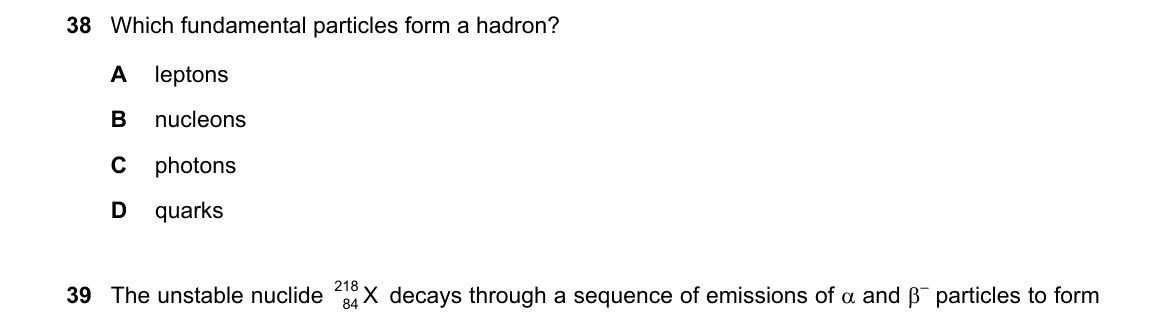 38 Which fundamental particles form a hadron?
A leptons
B nucleons
C photons
D quarks
39 The unstable nuclide ²¹⁸₈₄X decays through a sequence of emissions of α and β⁻ particles to form